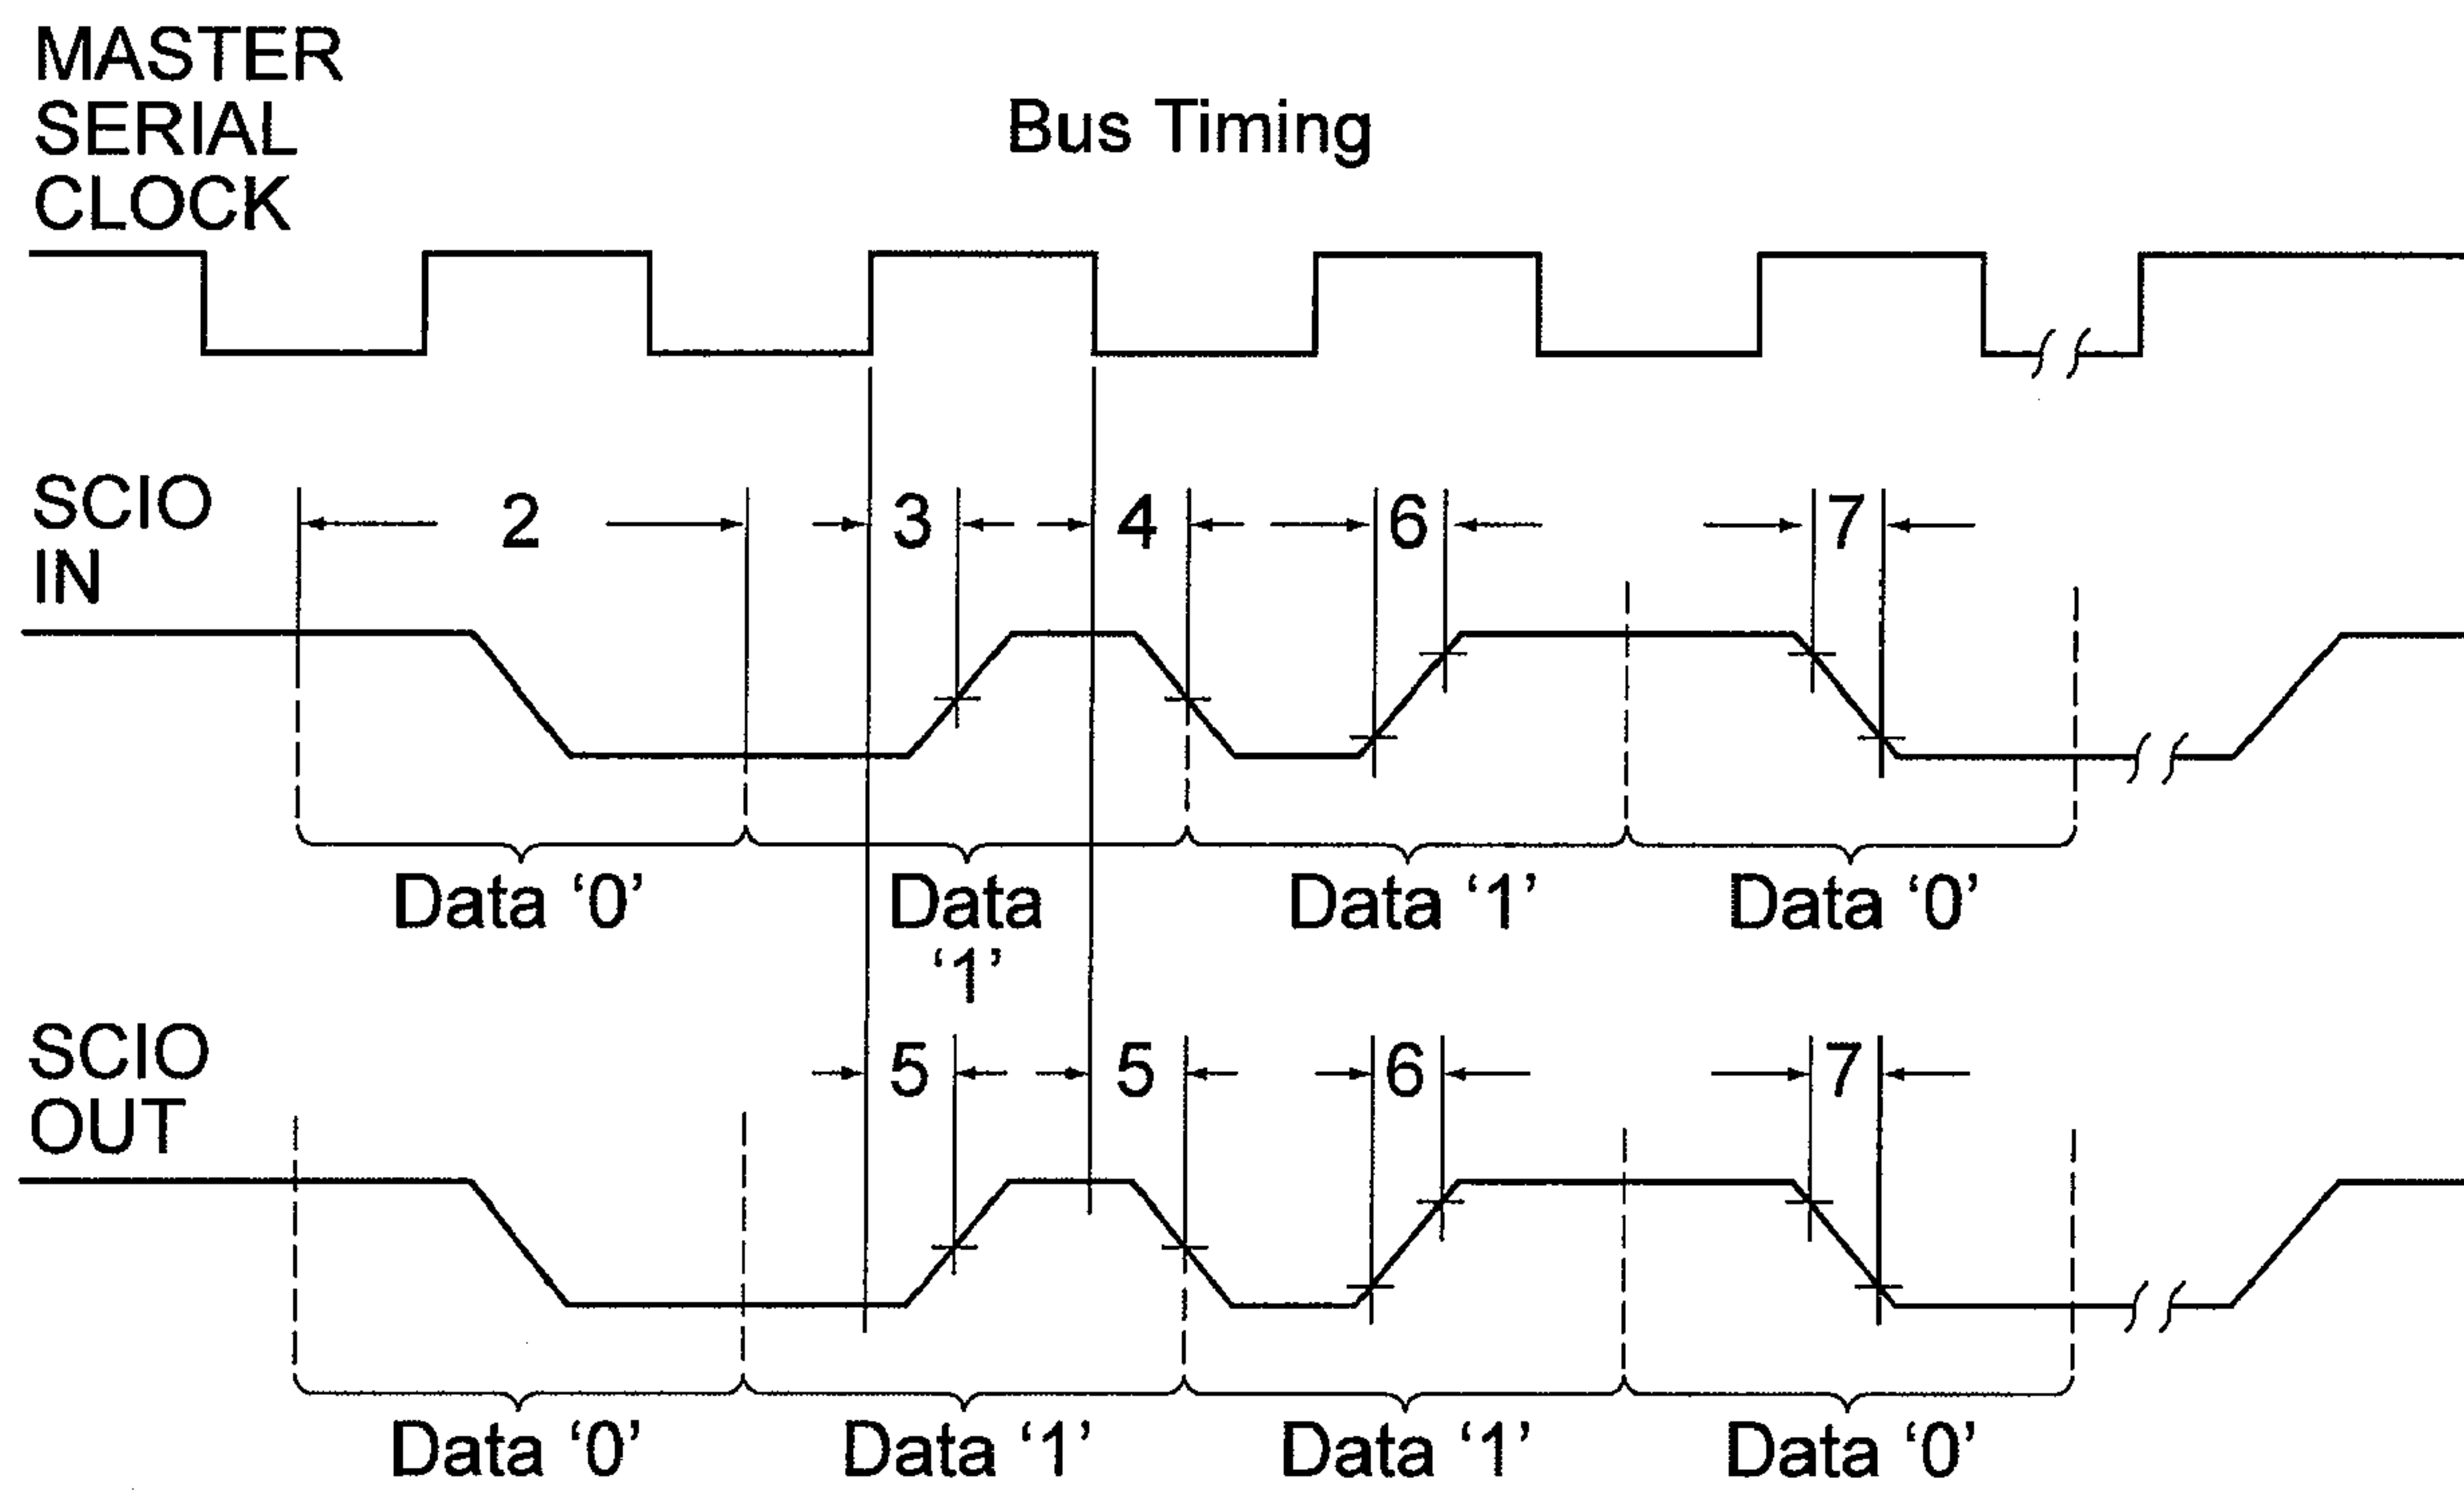 MASTER
SERIAL
CLOCK
Bus Timing
SCIO
IN
2
3
4
6
7
Data ‘0’
Data
‘1’
Data ‘1’
Data ‘0’
SCIO
OUT
5
5
6
7
Data ‘0’
Data ‘1’
Data ‘1’
Data ‘0’